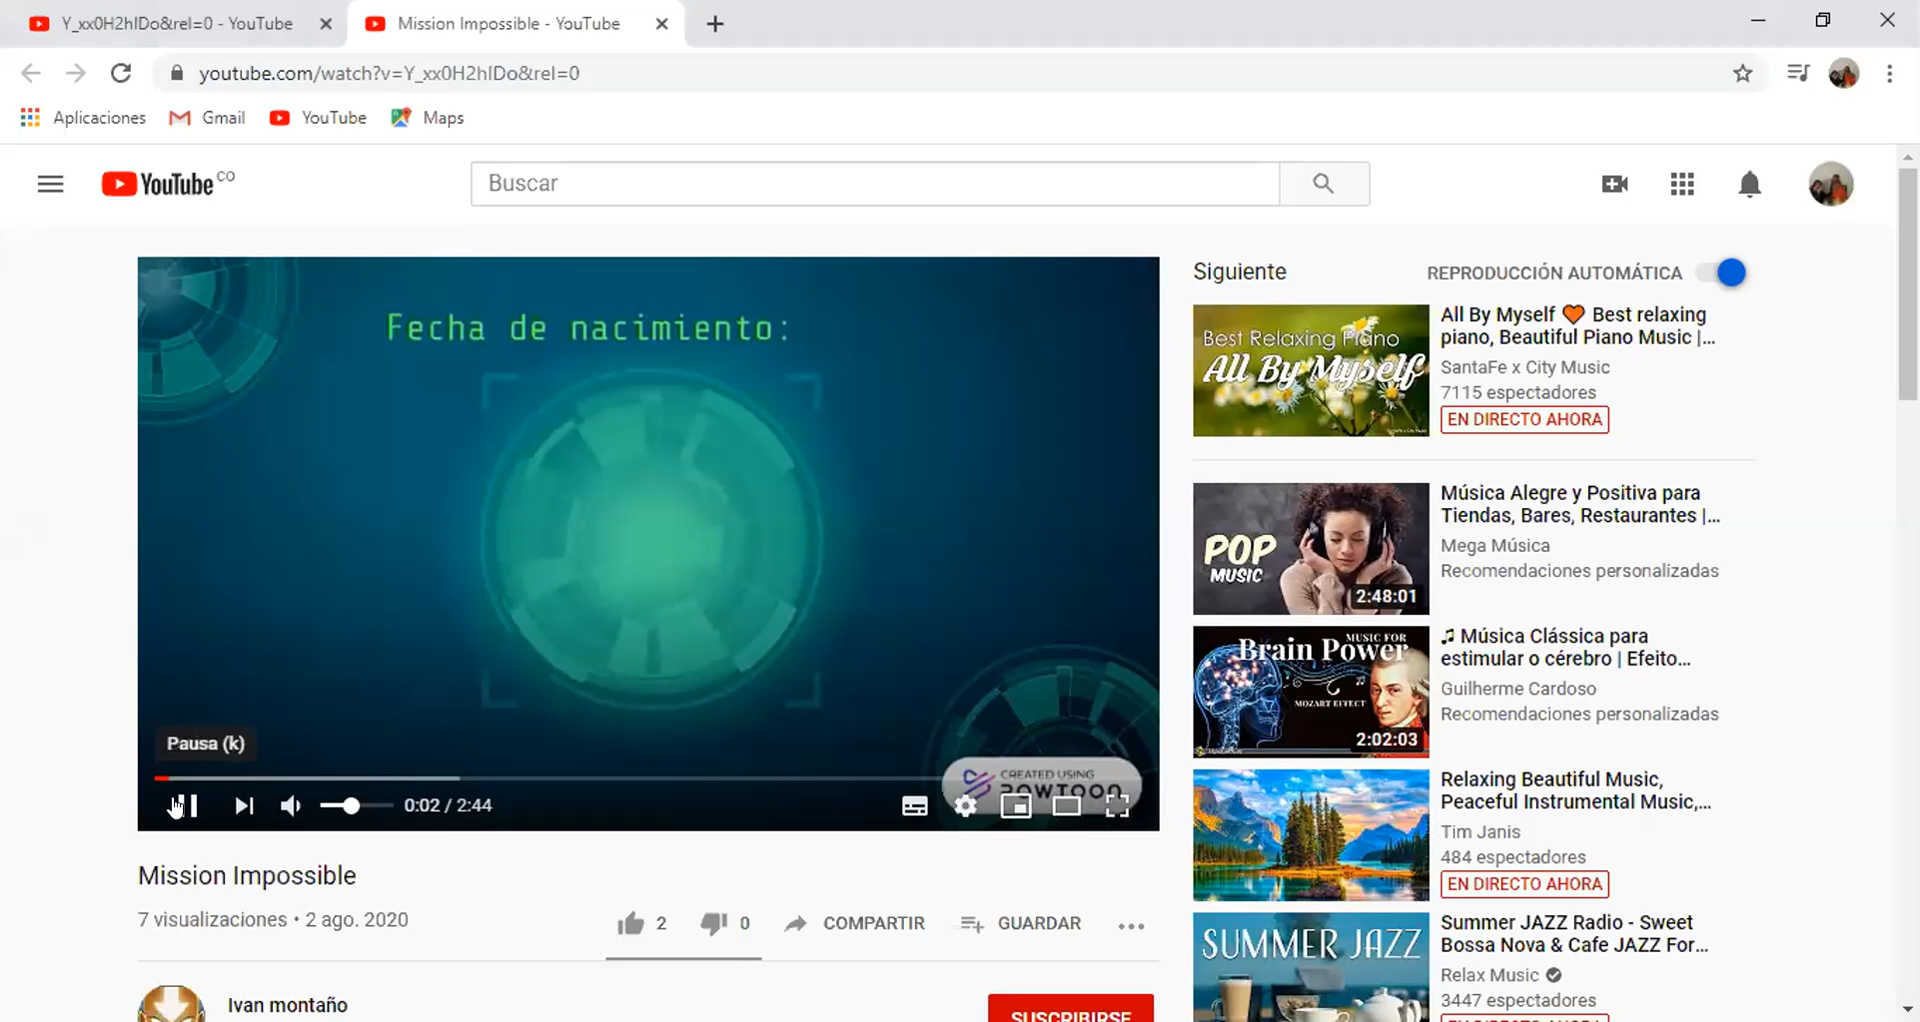 Y_xx0H2hIDo&rel=0 - YouTube
Mission Impossible - YouTube
youtube.com/watch?v=Y_xx0H2hIDo&rel=0
Aplicaciones
Gmail
YouTube
Maps
YouTube CO
Buscar
Fecha de nacimiento:
Pausa (k)
CREATED USING
POWTOON
0:02 / 2:44
Mission Impossible
7 visualizaciones • 2 ago. 2020
2
0
COMPARTIR
GUARDAR
Ivan montaño
SUSCRIBIRSE
Siguiente
REPRODUCCIÓN AUTOMÁTICA
Best Relaxing Piano
All By Myself
All By Myself 🧡 Best relaxing
piano, Beautiful Piano Music |...
SantaFe x City Music
7115 espectadores
EN DIRECTO AHORA
POP
MUSIC
2:48:01
Música Alegre y Positiva para
Tiendas, Bares, Restaurantes |...
Mega Música
Recomendaciones personalizadas
MUSIC FOR
Brain Power
MOZART EFFECT
2:02:03
♫ Música Clássica para
estimular o cérebro | Efeito...
Guilherme Cardoso
Recomendaciones personalizadas
Relaxing Beautiful Music,
Peaceful Instrumental Music,...
Tim Janis
484 espectadores
EN DIRECTO AHORA
SUMMER JAZZ
Summer JAZZ Radio - Sweet
Bossa Nova & Cafe JAZZ For...
Relax Music
3447 espectadores
EN DIRECTO AHORA